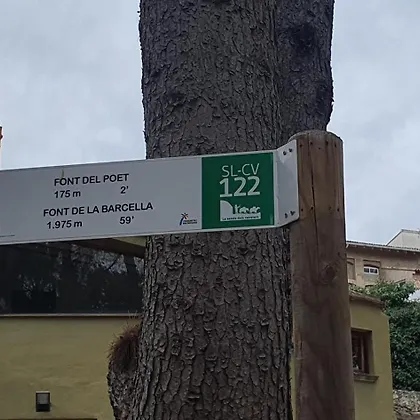 FONT DEL POET
175 m 2'
FONT DE LA BARCELLA
1.975 m 59'
SL-CV
122